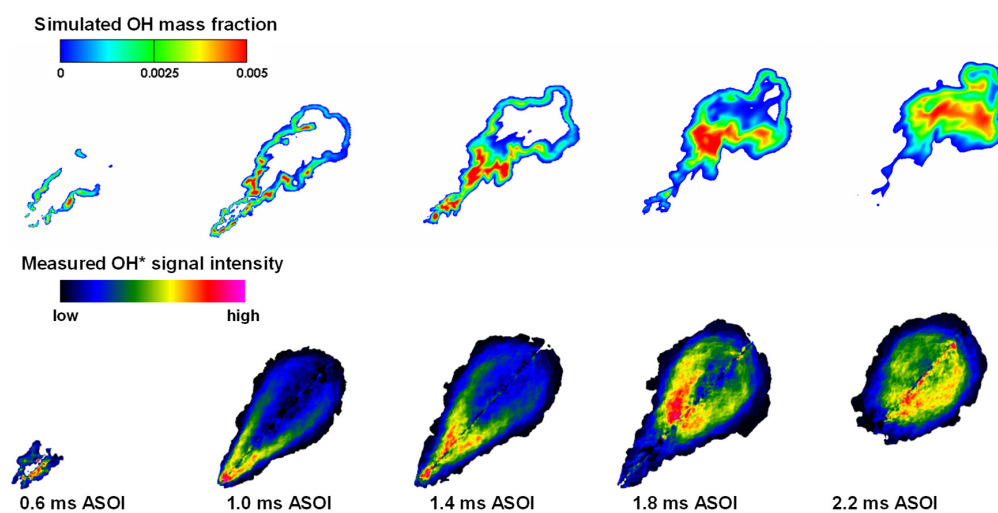 Simulated OH mass fraction
0 0.0025 0.005
Measured OH* signal intensity
low high
0.6 ms ASOI 1.0 ms ASOI 1.4 ms ASOI 1.8 ms ASOI 2.2 ms ASOI